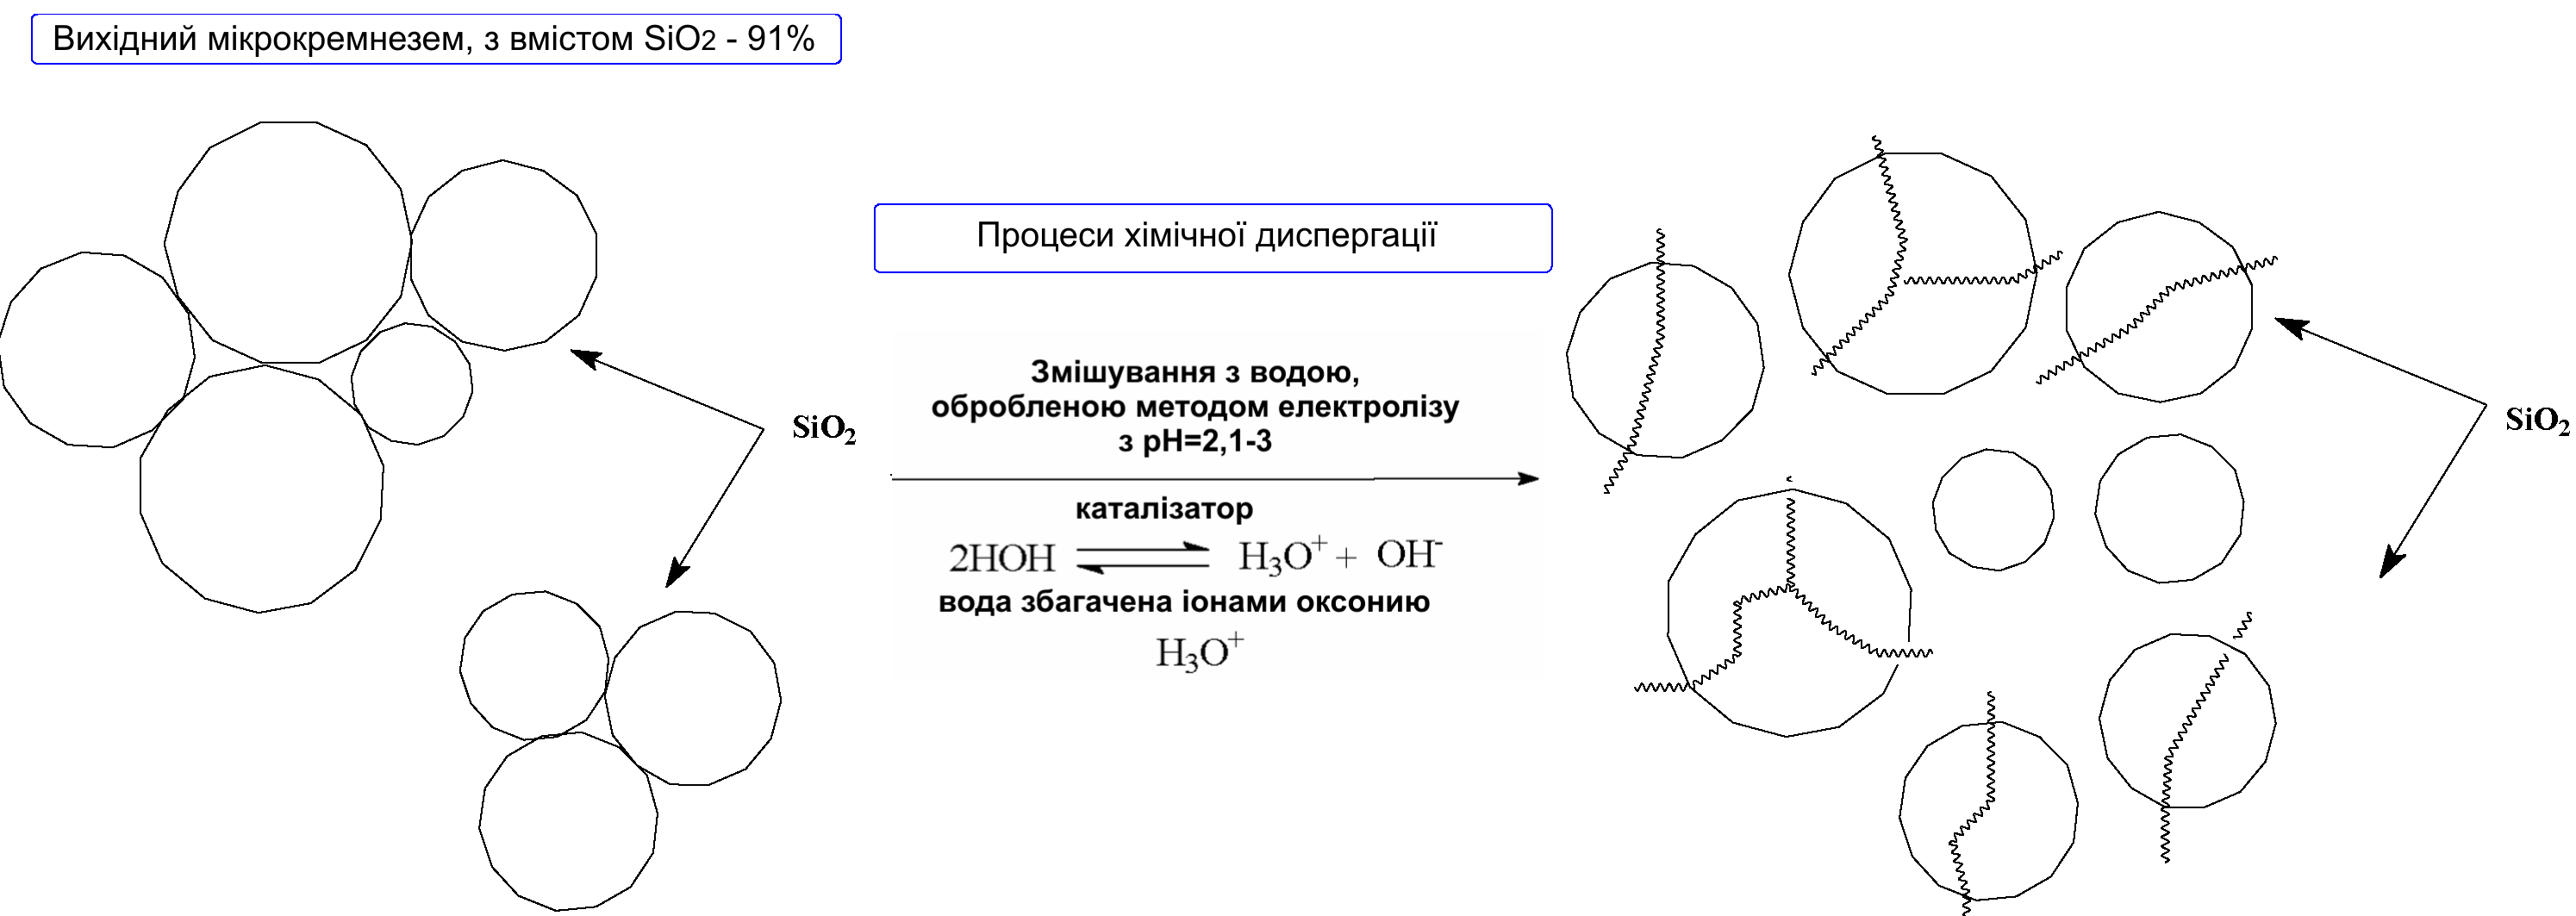 Вихідний мікрокремнезем, з вмістом SiO2 - 91%
SiO₂
Процеси хімічної диспергації
Змішування з водою,
обробленою методом електролізу
з pH=2,1-3
каталізатор
2HOH ⇌ H₃O⁺ + OH⁻
вода збагачена іонами оксонию
H₃O⁺
SiO₂